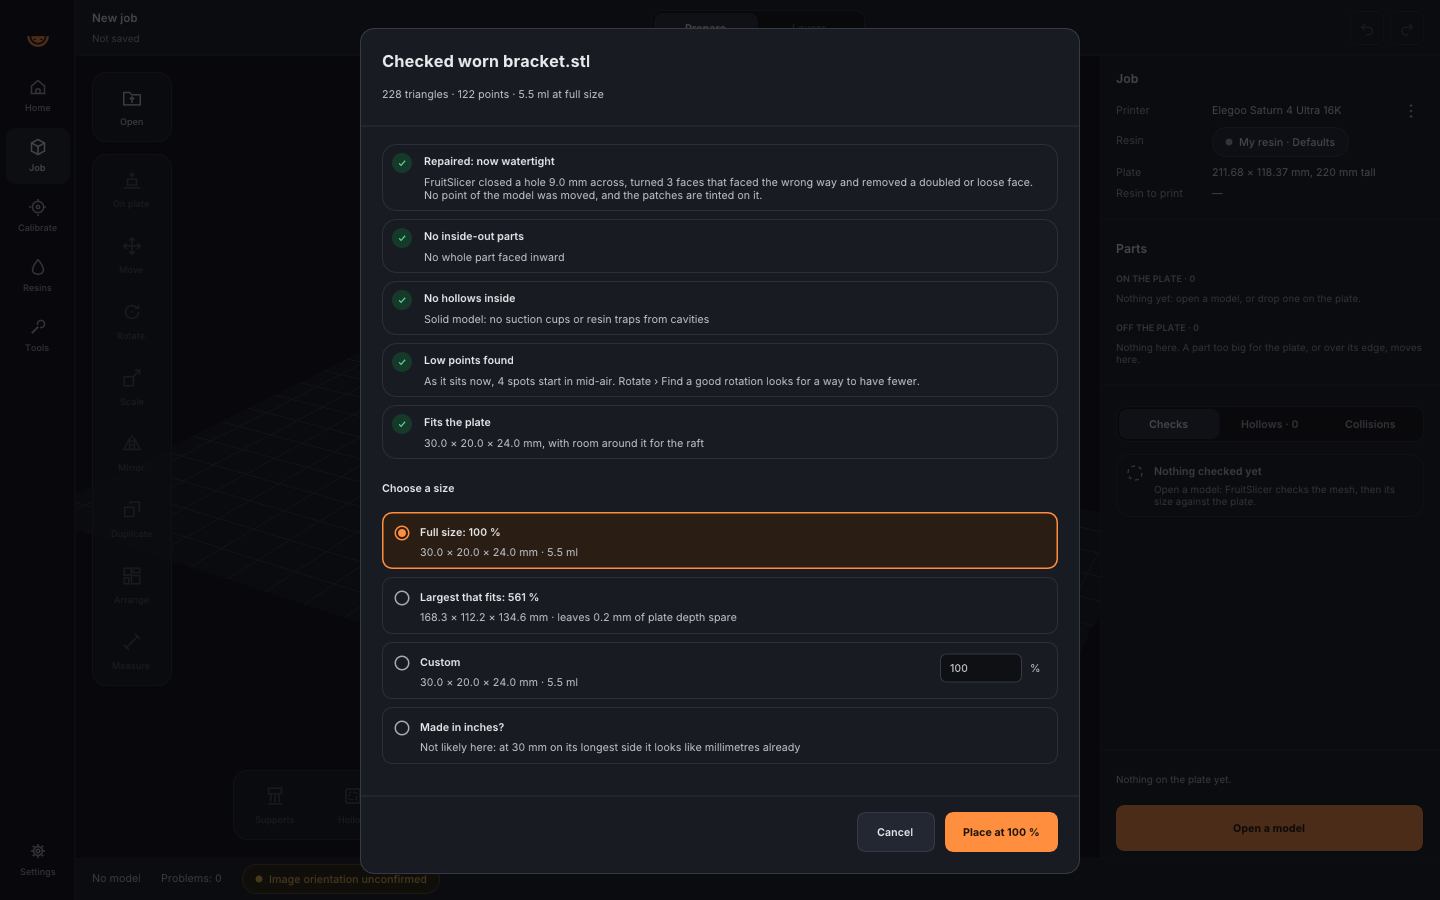 New job
Not saved
Prepare
Layers
Home
Job
Calibrate
Resins
Tools
Settings
Open
On plate
Move
Rotate
Scale
Mirror
Duplicate
Arrange
Measure
Supports
Checked worn bracket.stl
228 triangles · 122 points · 5.5 ml at full size
Repaired: now watertight
FruitSlicer closed a hole 9.0 mm across, turned 3 faces that faced the wrong way and removed a doubled or loose face.
No point of the model was moved, and the patches are tinted on it.
No inside-out parts
No whole part faced inward
No hollows inside
Solid model: no suction cups or resin traps from cavities
Low points found
As it sits now, 4 spots start in mid-air. Rotate › Find a good rotation looks for a way to have fewer.
Fits the plate
30.0 × 20.0 × 24.0 mm, with room around it for the raft
Choose a size
Full size: 100 %
30.0 × 20.0 × 24.0 mm · 5.5 ml
Largest that fits: 561 %
168.3 × 112.2 × 134.6 mm · leaves 0.2 mm of plate depth spare
Custom
30.0 × 20.0 × 24.0 mm · 5.5 ml
100 %
Made in inches?
Not likely here: at 30 mm on its longest side it looks like millimetres already
Cancel
Place at 100 %
Job
Printer Elegoo Saturn 4 Ultra 16K
Resin My resin · Defaults
Plate 211.68 × 118.37 mm, 220 mm tall
Resin to print —
Parts
ON THE PLATE · 0
Nothing yet: open a model, or drop one on the plate.
OFF THE PLATE · 0
Nothing here. A part too big for the plate, or over its edge, moves
here.
Checks Hollows · 0 Collisions
Nothing checked yet
Open a model: FruitSlicer checks the mesh, then its
size against the plate.
Nothing on the plate yet.
Open a model
No model Problems: 0 Image orientation unconfirmed